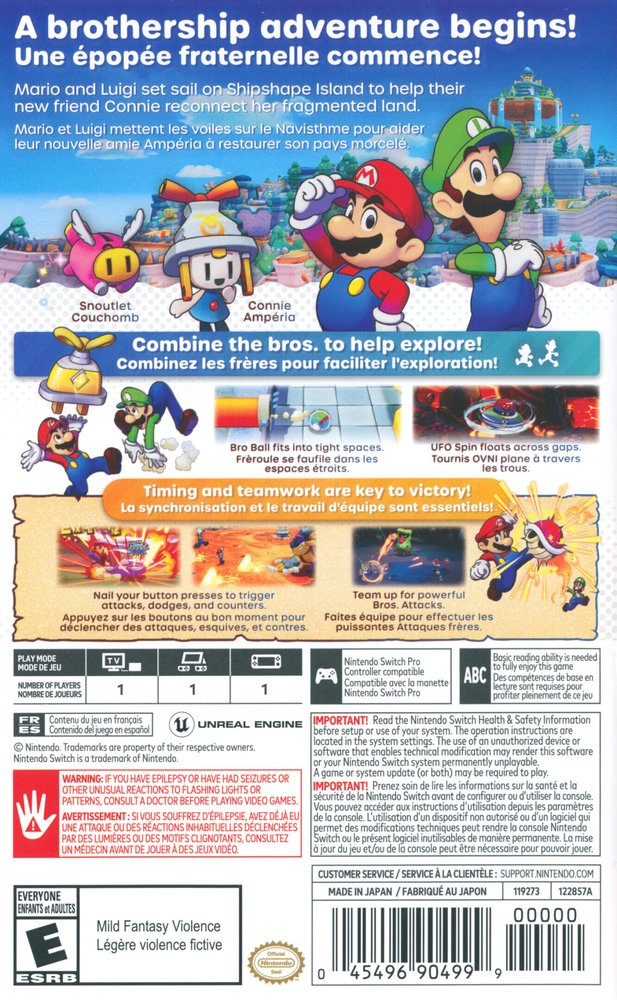 A brothership adventure begins!
Une épopée fraternelle commence!
Mario and Luigi set sail on Shipshape Island to help their
new friend Connie reconnect her fragmented land.
Mario et Luigi mettent les voiles sur le Navisthme pour aider
leur nouvelle amie Ampéria à restaurer son pays morcelé.
Snoutlet
Couchomb
Connie
Ampéria
Combine the bros. to help explore!
Combinez les frères pour faciliter l'exploration!
Bro Ball fits into tight spaces.
Frèroule se faufile dans les
espaces étroits.
UFO Spin floats across gaps.
Tournis OVNI plane à travers
les trous.
Timing and teamwork are key to victory!
La synchronisation et le travail d'équipe sont essentiels!
Nail your button presses to trigger
attacks, dodges, and counters.
Appuyez sur les boutons au bon moment pour
déclencher des attaques, esquives, et contres.
Team up for powerful
Bros. Attacks.
Faites équipe pour effectuer les
puissantes Attaques frères.
PLAY MODE
MODE DE JEU
TV
NUMBER OF PLAYERS
NOMBRE DE JOUEURS
1
1
1
Nintendo Switch Pro
Controller compatible
Compatible avec la manette
Nintendo Switch Pro
ABC
Basic reading ability is needed
to fully enjoy this game
Des compétences de base en
lecture sont requises pour
profiter pleinement de ce jeu
FR
ES
Contenu du jeu en français
Contenido del juego en español
UNREAL ENGINE
© Nintendo. Trademarks are property of their respective owners.
Nintendo Switch is a trademark of Nintendo.
WARNING: IF YOU HAVE EPILEPSY OR HAVE HAD SEIZURES OR
OTHER UNUSUAL REACTIONS TO FLASHING LIGHTS OR
PATTERNS, CONSULT A DOCTOR BEFORE PLAYING VIDEO GAMES.
AVERTISSEMENT : SI VOUS SOUFFREZ D'ÉPILEPSIE, AVEZ DÉJÀ EU
UNE ATTAQUE OU DES RÉACTIONS INHABITUELLES DÉCLENCHÉES
PAR DES LUMIÈRES OU DES MOTIFS CLIGNOTANTS, CONSULTEZ
UN MÉDECIN AVANT DE JOUER À DES JEUX VIDÉO.
IMPORTANT! Read the Nintendo Switch Health & Safety Information
before setup or use of your system. The operation instructions are
located in the system settings. The use of an unauthorized device or
software that enables technical modification may render this software
or your Nintendo Switch system permanently unplayable.
A game or system update (or both) may be required to play.
IMPORTANT! Prenez soin de lire les informations sur la santé et la
sécurité de la Nintendo Switch avant de configurer ou d'utiliser la console.
Vous pouvez accéder aux instructions d'utilisation depuis les paramètres
de la console. L'utilisation d'un dispositif non autorisé ou d'un logiciel qui
permet des modifications techniques peut rendre la console Nintendo
Switch ou le présent logiciel inutilisables de manière permanente. La mise
à jour du jeu et/ou de la console peut être nécessaire pour pouvoir jouer.
CUSTOMER SERVICE / SERVICE À LA CLIENTÈLE : SUPPORT.NINTENDO.COM
MADE IN JAPAN / FABRIQUÉ AU JAPON
119273
122857A
EVERYONE
ENFANTS et ADULTES
E
ESRB
Mild Fantasy Violence
Légère violence fictive
Official
Nintendo
Seal
00000
0 45496 90499 9